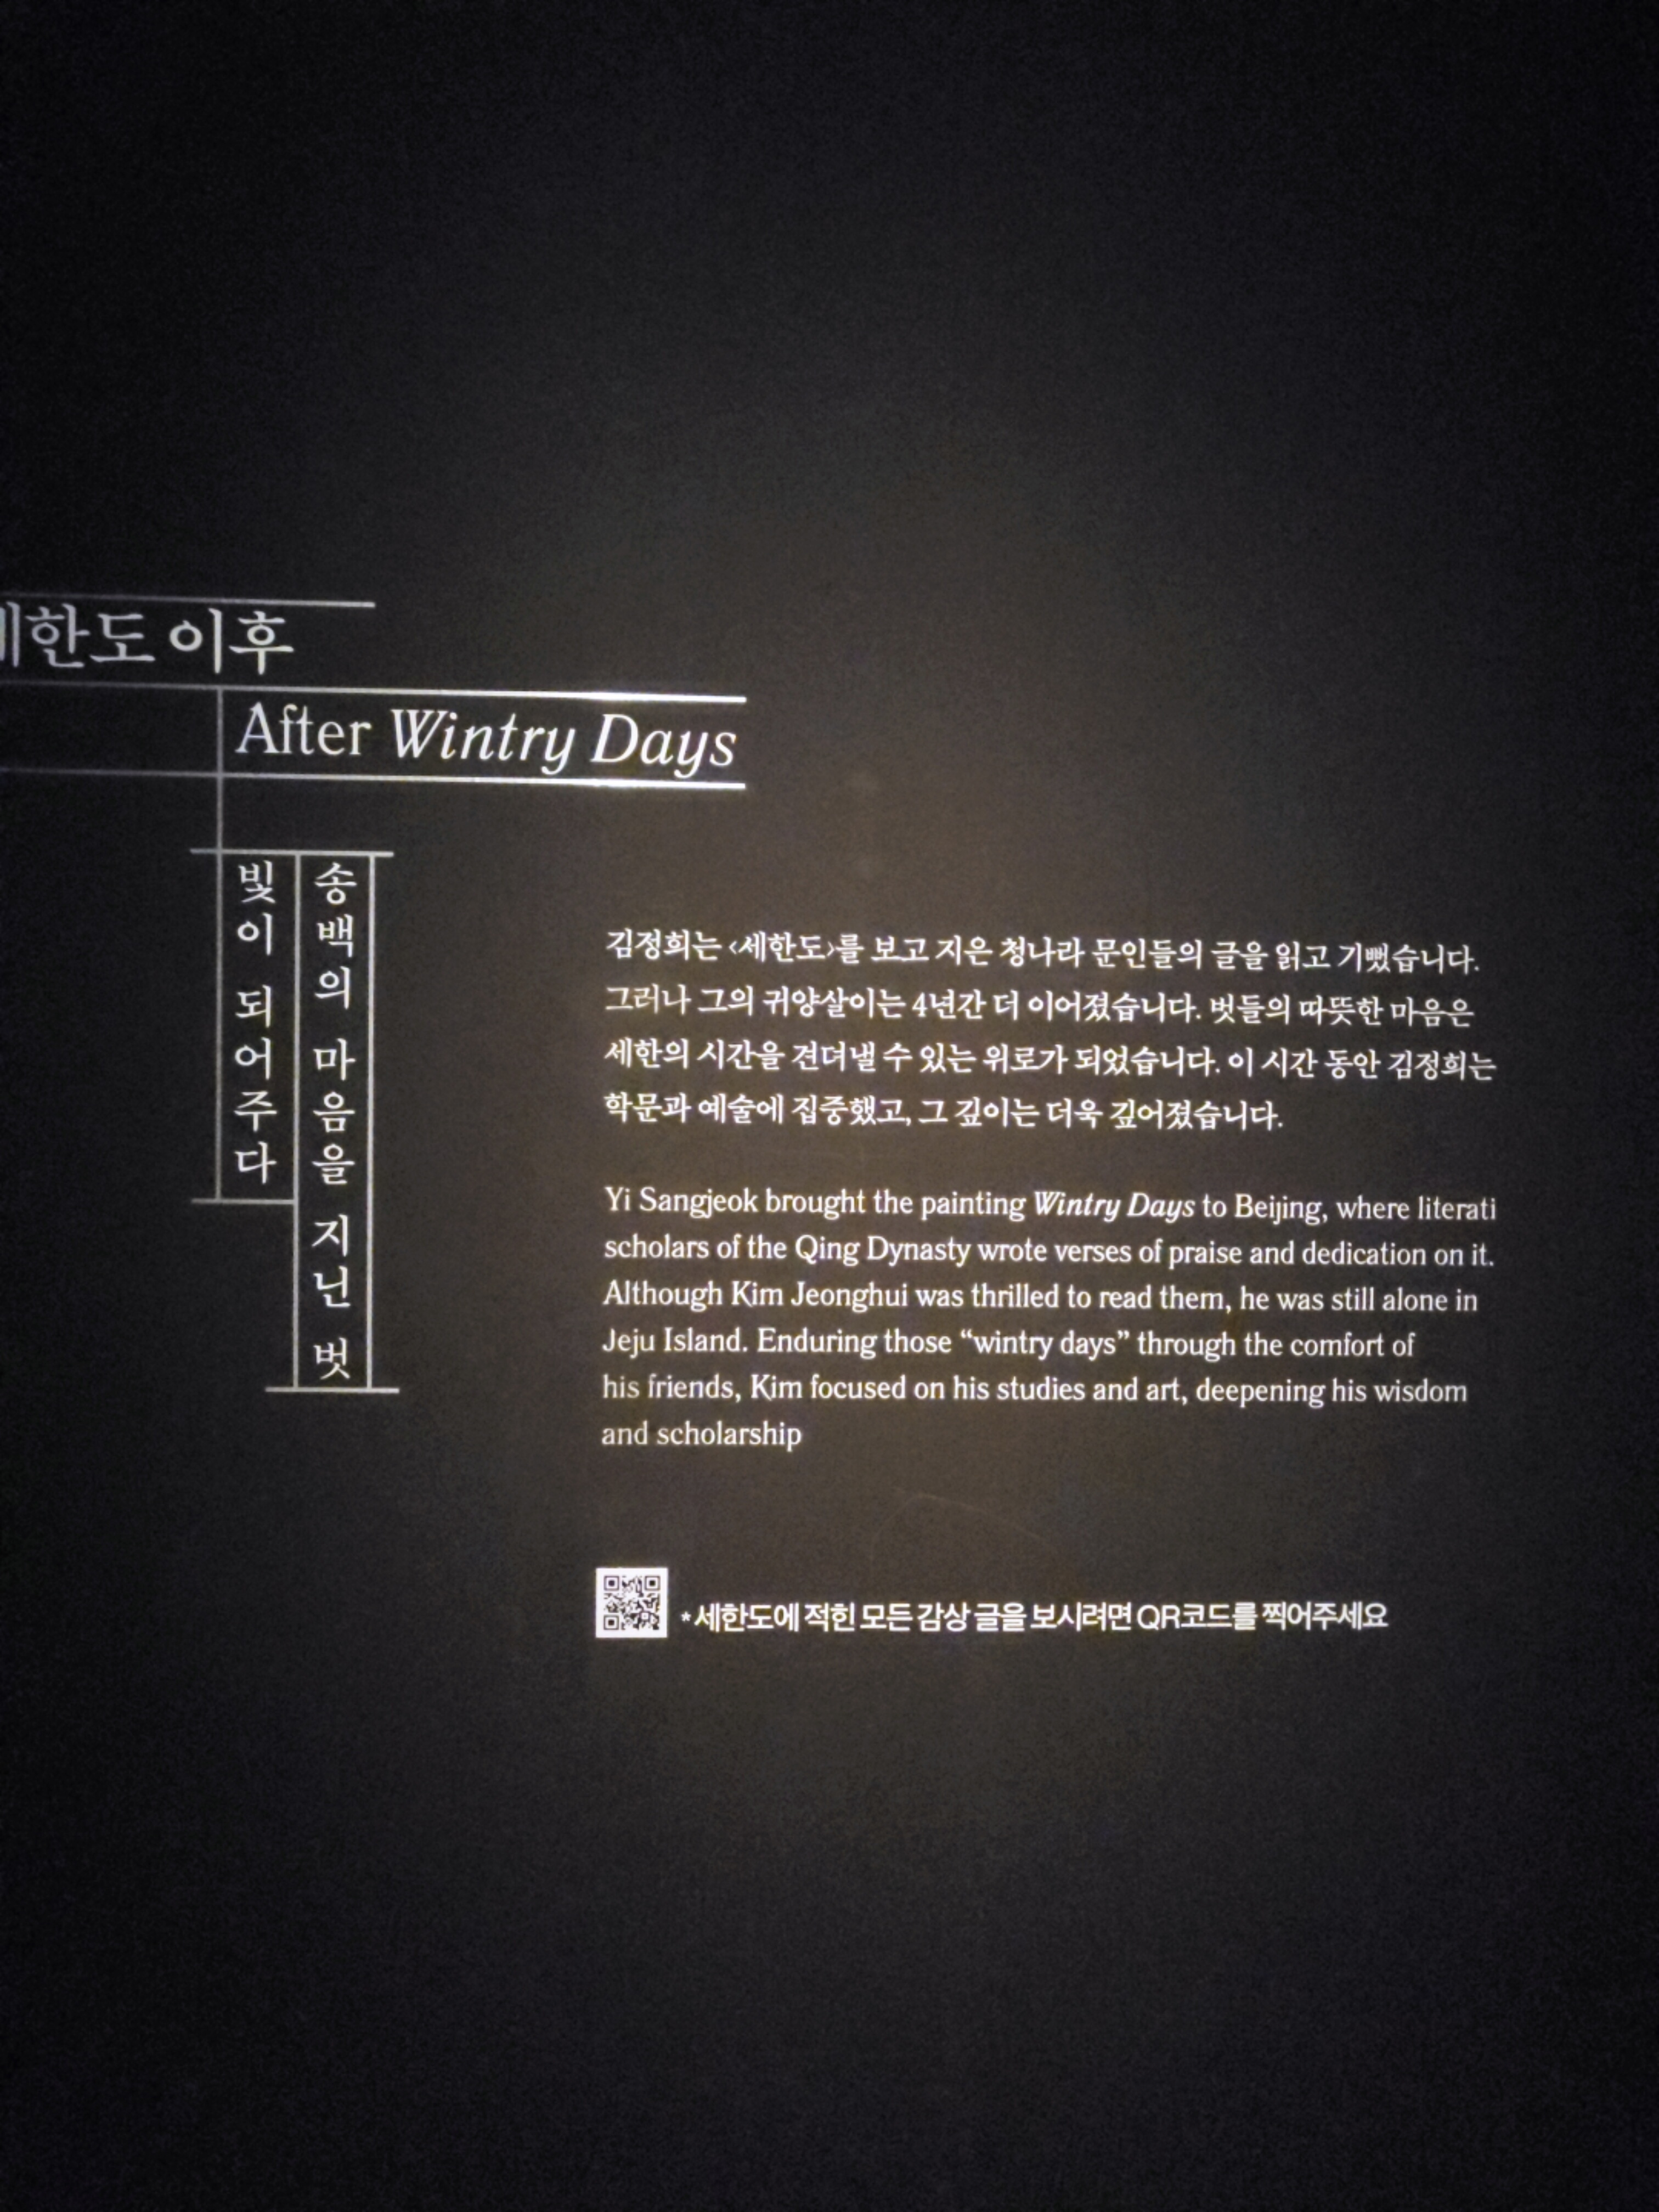 세한도 이후
After Wintry Days
송백의 마음을 지닌 벗
빛이 되어주다
김정희는 ‹세한도›를 보고 지은 청나라 문인들의 글을 읽고 기뻤습니다.
그러나 그의 귀양살이는 4년간 더 이어졌습니다. 벗들의 따뜻한 마음은
세한의 시간을 견뎌낼 수 있는 위로가 되었습니다. 이 시간 동안 김정희는
학문과 예술에 집중했고, 그 깊이는 더욱 깊어졌습니다.
Yi Sangjeok brought the painting Wintry Days to Beijing, where literati
scholars of the Qing Dynasty wrote verses of praise and dedication on it.
Although Kim Jeonghui was thrilled to read them, he was still alone in
Jeju Island. Enduring those “wintry days” through the comfort of
his friends, Kim focused on his studies and art, deepening his wisdom
and scholarship
*세한도에 적힌 모든 감상 글을 보시려면 QR코드를 찍어주세요